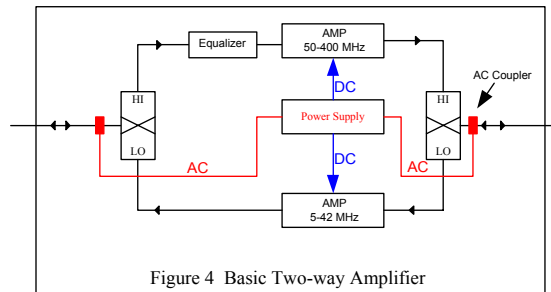 AMP
50-400 MHz
Equalizer
DC
AC Coupler
HI
HI
Power Supply
LO
LO
AC
DC
AC
AMP
5-42 MHz
Figure 4 Basic Two-way Amplifier